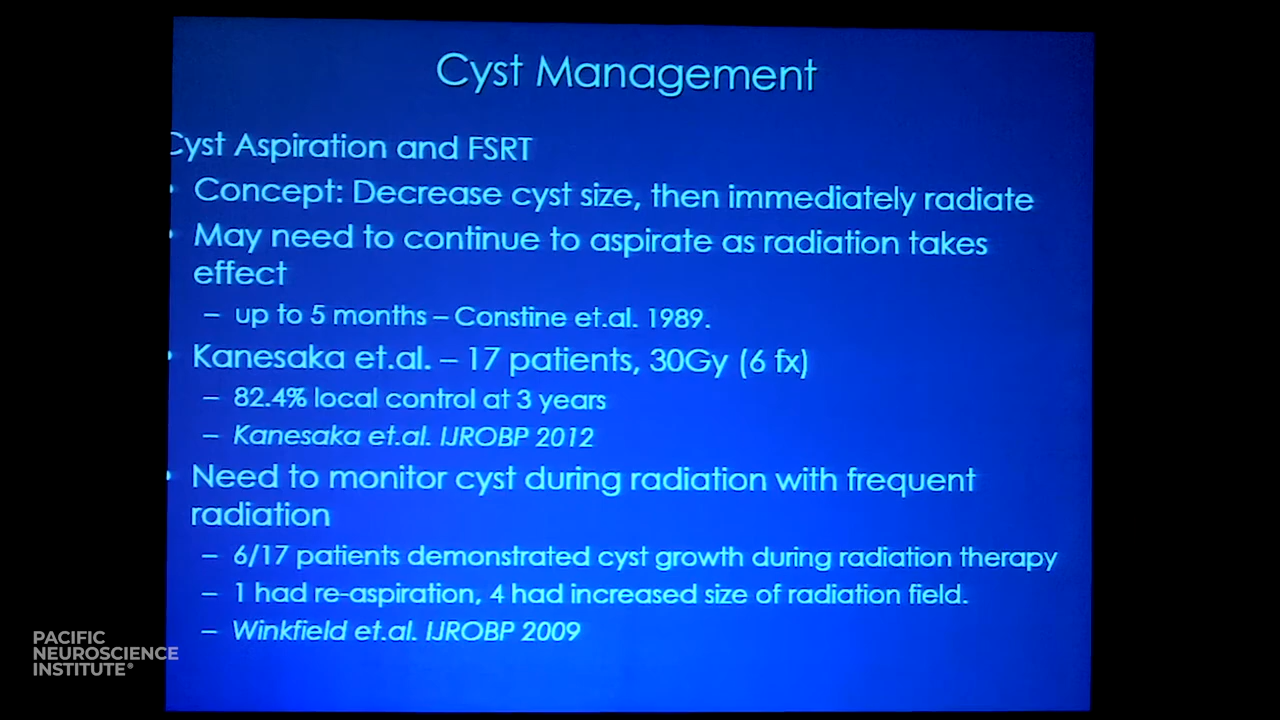 Cyst Management
Cyst Aspiration and FSRT
• Concept: Decrease cyst size, then immediately radiate
• May need to continue to aspirate as radiation takes
effect
– up to 5 months – Constine et.al. 1989.
• Kanesaka et.al. – 17 patients, 30Gy (6 fx)
– 82.4% local control at 3 years
– Kanesaka et.al. IJROBP 2012
• Need to monitor cyst during radiation with frequent
radiation
– 6/17 patients demonstrated cyst growth during radiation therapy
– 1 had re-aspiration, 4 had increased size of radiation field.
– Winkfield et.al. IJROBP 2009
PACIFIC
NEUROSCIENCE
INSTITUTE®